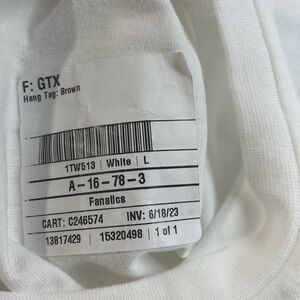 F: GTX
Hang Tag: Brown
1TW513 | White | L
A-16-78-3
Fanatics
CART: C246574 INV: 6/18/23
13817429 | 15320498 | 1 of 1